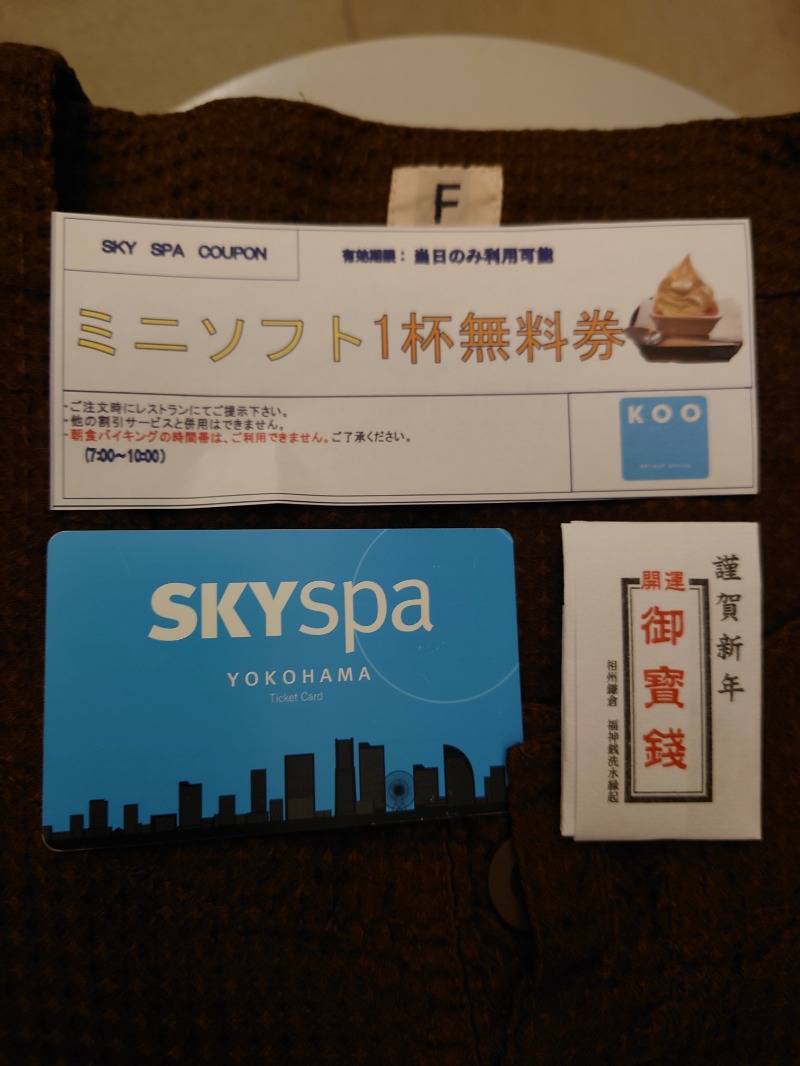 F
SKY SPA COUPON
有効期限：当日のみ利用可能
ミニソフト1杯無料券
・ご注文時にレストランにてご提示下さい。
・他の割引サービスと併用はできません。
・朝食バイキングの時間帯は、ご利用できません。ご了承ください。
(7:00～10:00)
KOO
SKYspa
YOKOHAMA
Ticket Card
謹賀新年
開運
御寶錢
相州鎌倉 福神銭洗水縁起